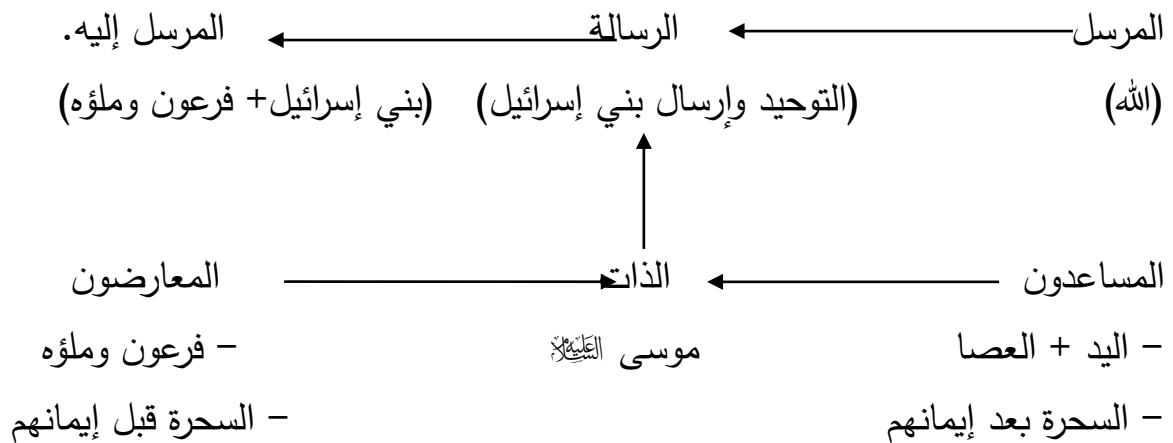 المرسل الرسالة المرسل إليه.
(الله) (التوحيد وإرسال بني إسرائيل) (بني إسرائيل+ فرعون وملؤه)
المساعدون الذات المعارضون
– اليد + العصا موسى عليه السلام – فرعون وملؤه
– السحرة بعد إيمانهم – السحرة قبل إيمانهم